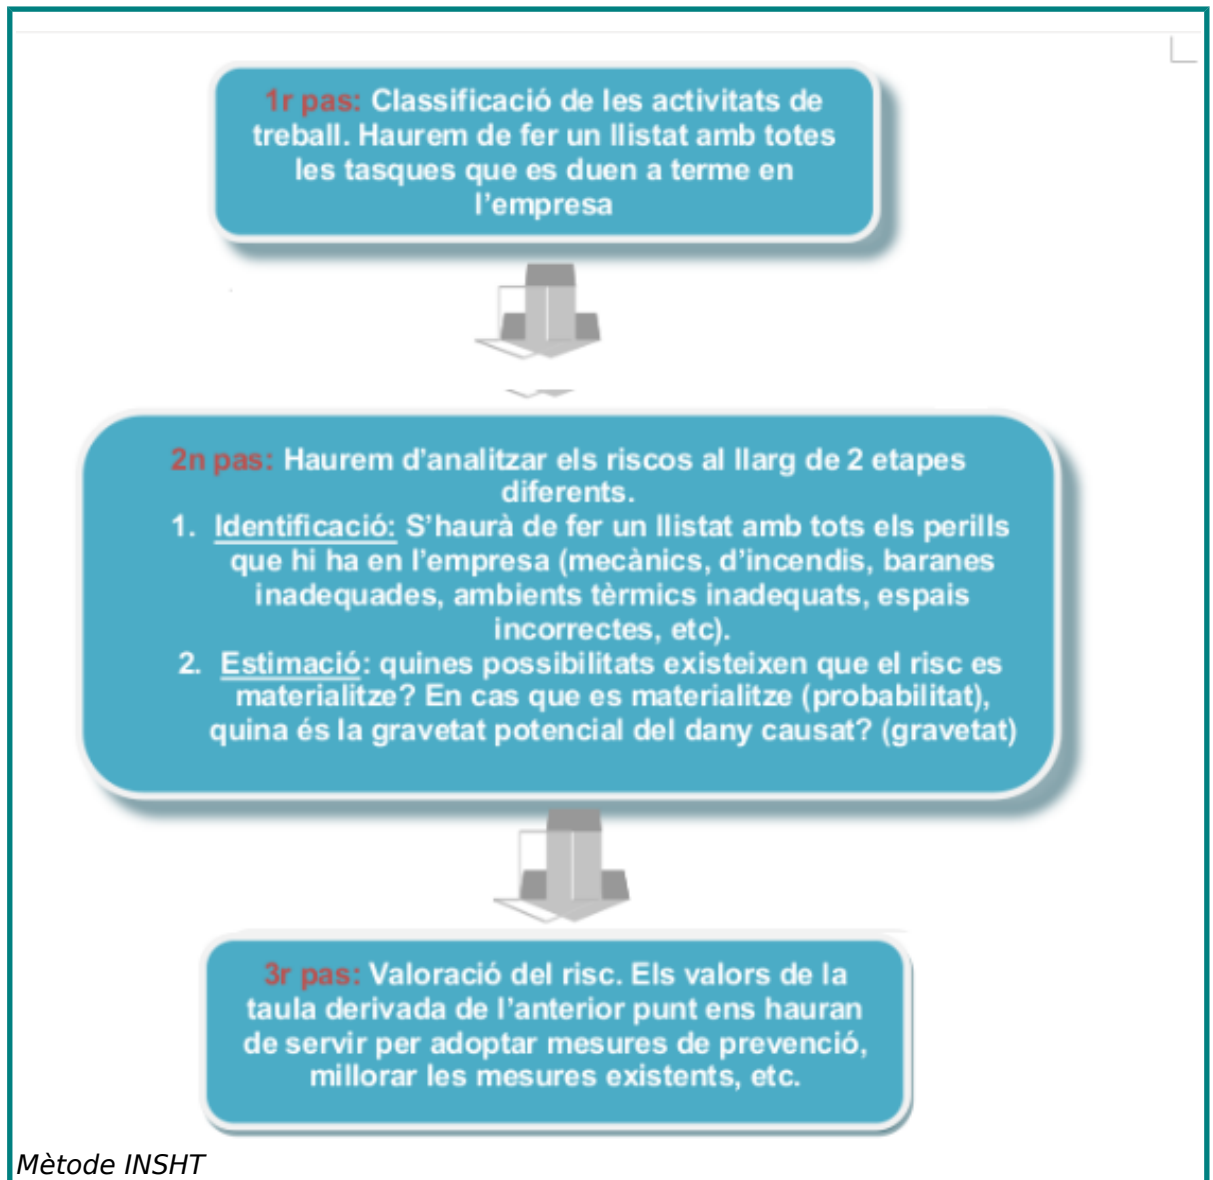 1r pas: Classificació de les activitats de
treball. Haurem de fer un llistat amb totes
les tasques que es duen a terme en
l’empresa
2n pas: Haurem d’analitzar els riscos al llarg de 2 etapes
diferents.
1. Identificació: S’haurà de fer un llistat amb tots els perills
que hi ha en l’empresa (mecànics, d’incendis, baranes
inadequades, ambients tèrmics inadequats, espais
incorrectes, etc).
2. Estimació: quines possibilitats existeixen que el risc es
materialitze? En cas que es materialitze (probabilitat),
quina és la gravetat potencial del dany causat? (gravetat)
3r pas: Valoració del risc. Els valors de la
taula derivada de l’anterior punt ens hauran
de servir per adoptar mesures de prevenció,
millorar les mesures existents, etc.
Mètode INSHT